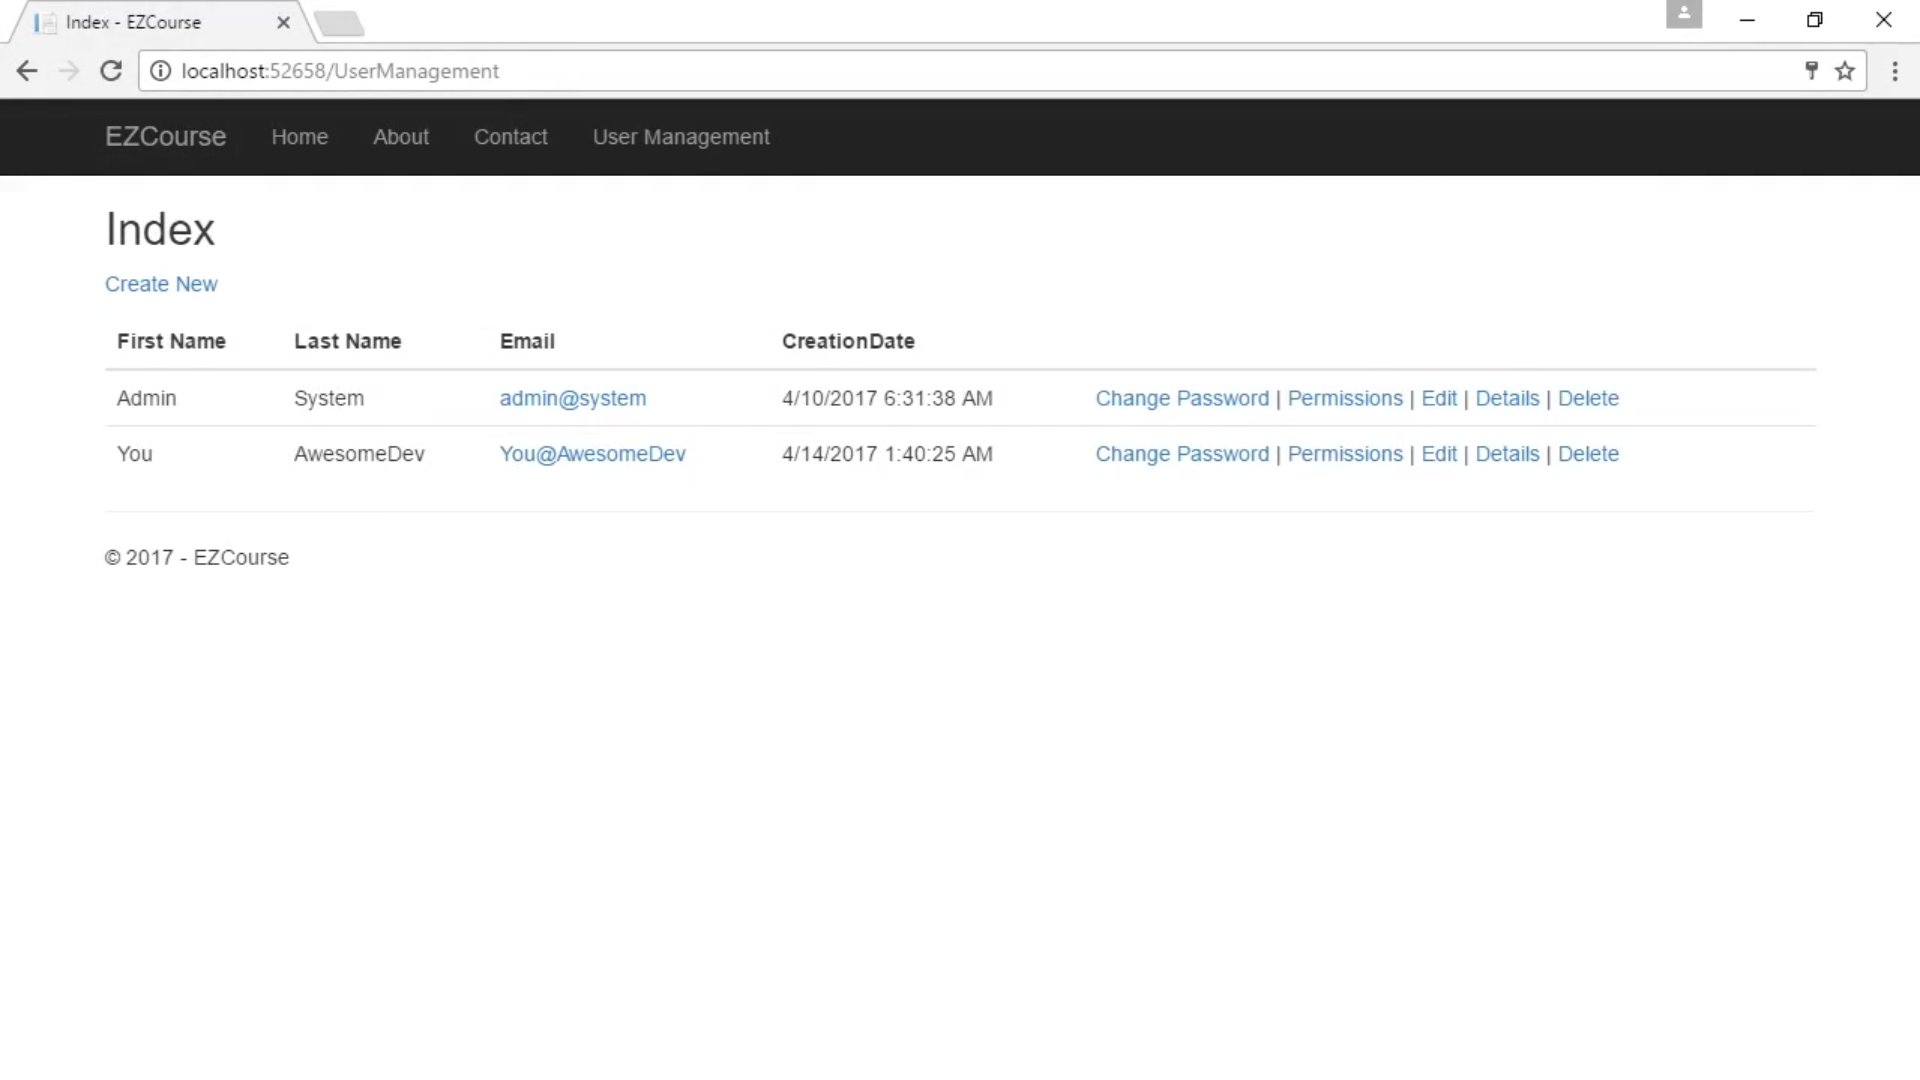 Index - EZCourse
localhost:52658/UserManagement
EZCourse Home About Contact User Management
Index
Create New
First Name Last Name Email CreationDate
Admin System admin@system 4/10/2017 6:31:38 AM Change Password | Permissions | Edit | Details | Delete
You AwesomeDev You@AwesomeDev 4/14/2017 1:40:25 AM Change Password | Permissions | Edit | Details | Delete
© 2017 - EZCourse